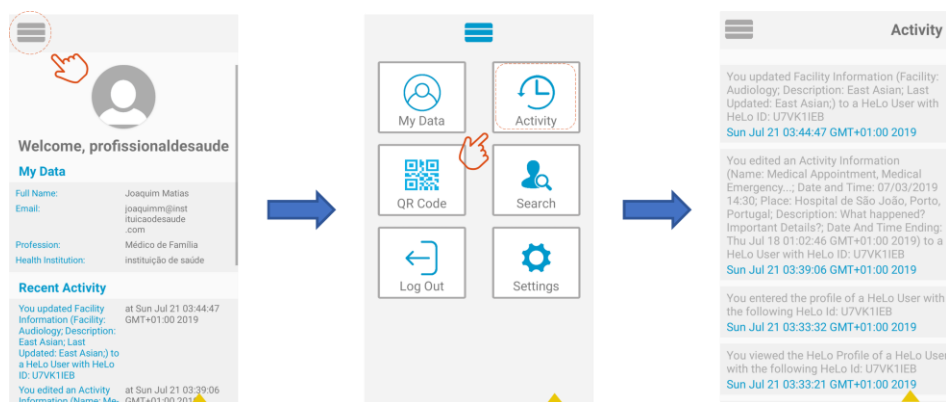 Welcome, profissionaldesaude
My Data
Full Name: Joaquim Matias
Email: joaquimm@inst
ituicaodesaude
.com
Profession: Médico de Família
Health Institution: instituição de saúde
Recent Activity
You updated Facility at Sun Jul 21 03:44:47
Information (Facility: GMT+01:00 2019
Audiology; Description:
East Asian; Last
Updated: East Asian;) to
a HeLo User with HeLo
ID: U7VK1IEB
You edited an Activity at Sun Jul 21 03:39:06
Information (Name: Me- GMT+01:00 201
My Data
Activity
QR Code
Search
Log Out
Settings
Activity
You updated Facility Information (Facility:
Audiology; Description: East Asian; Last
Updated: East Asian;) to a HeLo User with
HeLo ID: U7VK1IEB
Sun Jul 21 03:44:47 GMT+01:00 2019
You edited an Activity Information
(Name: Medical Appointment, Medical
Emergency...; Date and Time: 07/03/2019
14:30; Place: Hospital de São João, Porto,
Portugal; Description: What happened?
Important Details?; Date And Time Ending:
Thu Jul 18 01:02:46 GMT+01:00 2019) to a
HeLo User with HeLo ID: U7VK1IEB
Sun Jul 21 03:39:06 GMT+01:00 2019
You entered the profile of a HeLo User with
the following HeLo Id: U7VK1IEB
Sun Jul 21 03:33:32 GMT+01:00 2019
You viewed the HeLo Profile of a HeLo User
with the following HeLo Id: U7VK1IEB
Sun Jul 21 03:33:21 GMT+01:00 2019